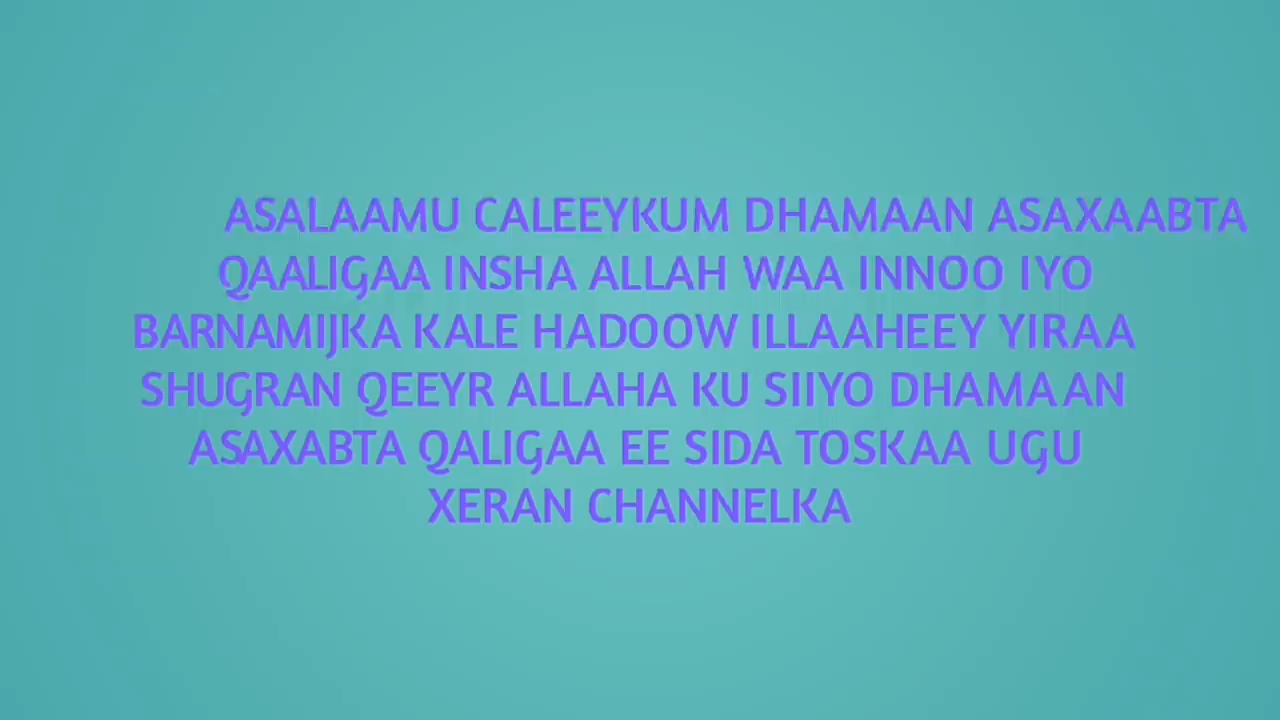 ASALAAMU CALEEYKUM DHAMAAN ASAXAABTA
QAALIGAA INSHA ALLAH WAA INNOO IYO
BARNAMIJKA KALE HADOOW ILLAAHEEY YIRAA
SHUGRAN QEEYR ALLAHA KU SIIYO DHAMAAN
ASAXABTA QALIGAA EE SIDA TOSKAA UGU
XERAN CHANNELKA